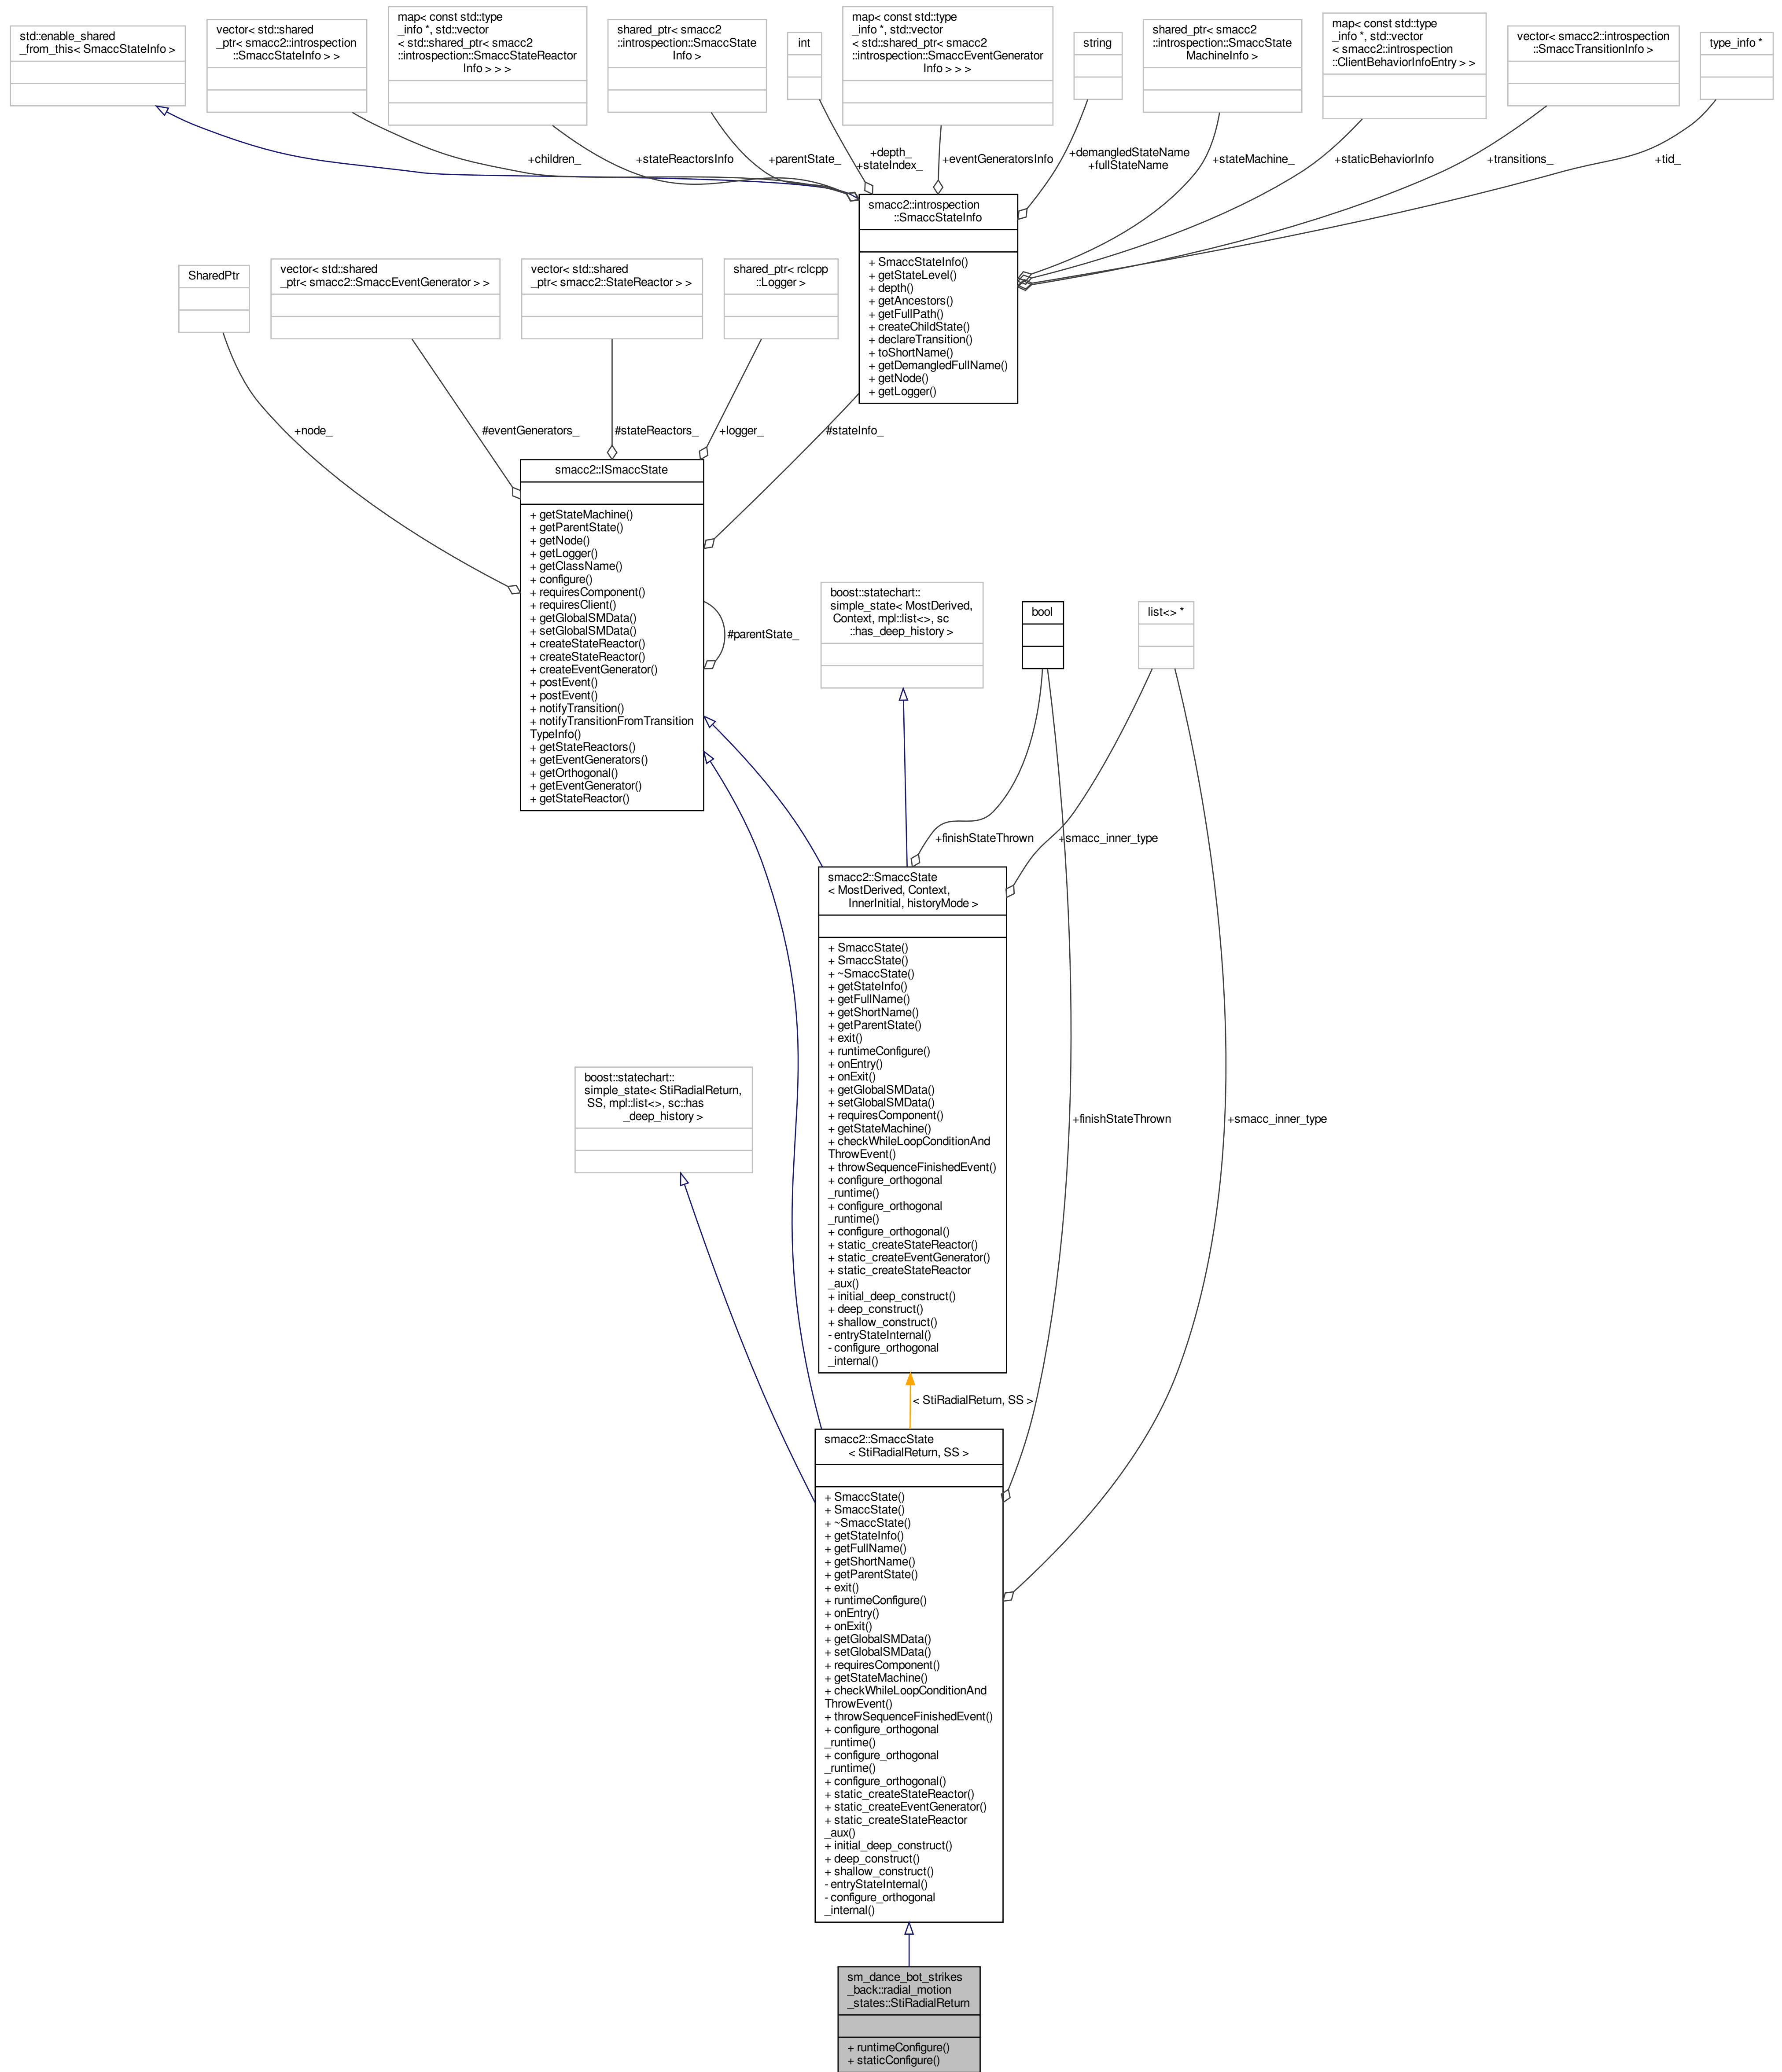 std::enable_shared
_from_this< SmaccStateInfo >
vector< std::shared
_ptr< smacc2::introspection
::SmaccStateInfo > >
map< const std::type
_info *, std::vector
< std::shared_ptr< smacc2
::introspection::SmaccStateReactor
Info > > >
shared_ptr< smacc2
::introspection::SmaccState
Info >
int
map< const std::type
_info *, std::vector
< std::shared_ptr< smacc2
::introspection::SmaccEventGenerator
Info > > >
string
shared_ptr< smacc2
::introspection::SmaccState
MachineInfo >
map< const std::type
_info *, std::vector
< smacc2::introspection
::ClientBehaviorInfoEntry > >
vector< smacc2::introspection
::SmaccTransitionInfo >
type_info *
+children_
+stateReactorsInfo
+parentState_
+depth_
+stateIndex_
+eventGeneratorsInfo
+demangledStateName
+fullStateName
+stateMachine_
+staticBehaviorInfo
+transitions_
+tid_
smacc2::introspection
::SmaccStateInfo
+ SmaccStateInfo()
+ getStateLevel()
+ depth()
+ getAncestors()
+ getFullPath()
+ createChildState()
+ declareTransition()
+ toShortName()
+ getDemangledFullName()
+ getNode()
+ getLogger()
SharedPtr
vector< std::shared
_ptr< smacc2::SmaccEventGenerator > >
vector< std::shared
_ptr< smacc2::StateReactor > >
shared_ptr< rclcpp
::Logger >
+node_
#eventGenerators_
#stateReactors_
+logger_
#stateInfo_
smacc2::ISmaccState
+ getStateMachine()
+ getParentState()
+ getNode()
+ getLogger()
+ getClassName()
+ configure()
+ requiresComponent()
+ requiresClient()
+ getGlobalSMData()
+ setGlobalSMData()
+ createStateReactor()
+ createStateReactor()
+ createEventGenerator()
+ postEvent()
+ postEvent()
+ notifyTransition()
+ notifyTransitionFromTransition
TypeInfo()
+ getStateReactors()
+ getEventGenerators()
+ getOrthogonal()
+ getEventGenerator()
+ getStateReactor()
#parentState_
boost::statechart::
simple_state< MostDerived,
Context, mpl::list<>, sc
::has_deep_history >
bool
list<> *
+finishStateThrown
+smacc_inner_type
smacc2::SmaccState
< MostDerived, Context,
InnerInitial, historyMode >
+ SmaccState()
+ SmaccState()
+ ~SmaccState()
+ getStateInfo()
+ getFullName()
+ getShortName()
+ getParentState()
+ exit()
+ runtimeConfigure()
+ onEntry()
+ onExit()
+ getGlobalSMData()
+ setGlobalSMData()
+ requiresComponent()
+ getStateMachine()
+ checkWhileLoopConditionAnd
ThrowEvent()
+ throwSequenceFinishedEvent()
+ configure_orthogonal
_runtime()
+ configure_orthogonal
_runtime()
+ configure_orthogonal()
+ static_createStateReactor()
+ static_createEventGenerator()
+ static_createStateReactor
_aux()
+ initial_deep_construct()
+ deep_construct()
+ shallow_construct()
- entryStateInternal()
- configure_orthogonal
_internal()
boost::statechart::
simple_state< StiRadialReturn,
SS, mpl::list<>, sc::has
_deep_history >
+finishStateThrown
+smacc_inner_type
< StiRadialReturn, SS >
smacc2::SmaccState
< StiRadialReturn, SS >
+ SmaccState()
+ SmaccState()
+ ~SmaccState()
+ getStateInfo()
+ getFullName()
+ getShortName()
+ getParentState()
+ exit()
+ runtimeConfigure()
+ onEntry()
+ onExit()
+ getGlobalSMData()
+ setGlobalSMData()
+ requiresComponent()
+ getStateMachine()
+ checkWhileLoopConditionAnd
ThrowEvent()
+ throwSequenceFinishedEvent()
+ configure_orthogonal
_runtime()
+ configure_orthogonal
_runtime()
+ configure_orthogonal()
+ static_createStateReactor()
+ static_createEventGenerator()
+ static_createStateReactor
_aux()
+ initial_deep_construct()
+ deep_construct()
+ shallow_construct()
- entryStateInternal()
- configure_orthogonal
_internal()
sm_dance_bot_strikes
_back::radial_motion
_states::StiRadialReturn
+ runtimeConfigure()
+ staticConfigure()